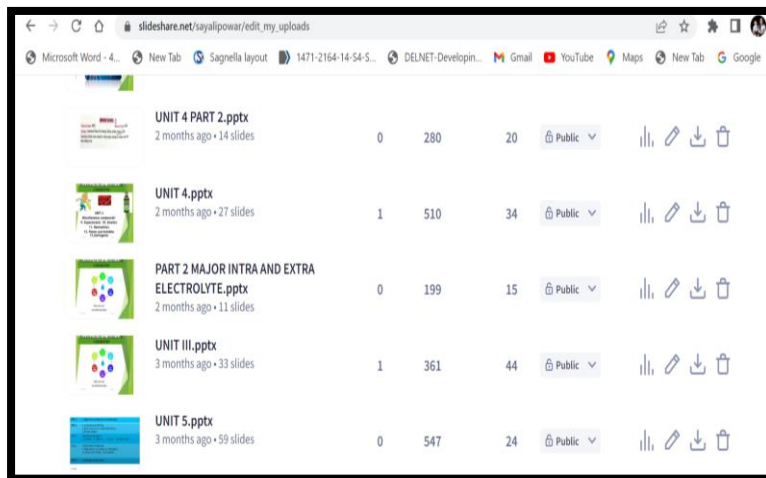 slideshare.net/sayalipowar/edit_my_uploads
Microsoft Word - 4... New Tab Sagnella layout 1471-2164-14-S4-S... DELNET-Developin... Gmail YouTube Maps New Tab Google
UNIT 4 PART 2.pptx
2 months ago • 14 slides 0 280 20 Public
UNIT 4.pptx
2 months ago • 27 slides 1 510 34 Public
PART 2 MAJOR INTRA AND EXTRA
ELECTROLYTE.pptx 0 199 15 Public
2 months ago • 11 slides
UNIT III.pptx
3 months ago • 33 slides 1 361 44 Public
UNIT 5.pptx
3 months ago • 59 slides 0 547 24 Public